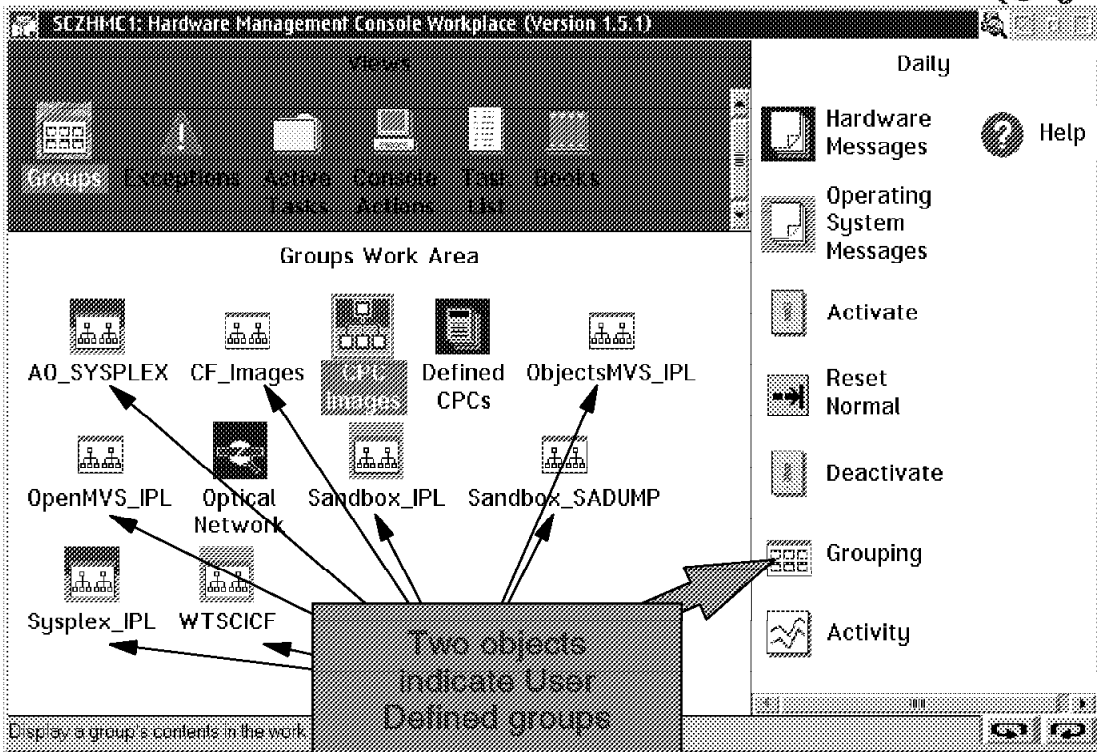 SCZHMC1: Hardware Management Console Workplace (Version 1.5.1)
Views
Groups
Exceptions
Active
Tasks
Console
Actions
Task
List
Books
Groups Work Area
AO_SYSPLEX
CF_Images
CPC
Images
Defined
CPCs
ObjectsMVS_IPL
OpenMVS_IPL
Optical
Network
Sandbox_IPL
Sandbox_SADUMP
Sysplex_IPL
WTSCICF
Two objects
indicate User
Defined groups
Display a group's contents in the work
Daily
Hardware
Messages
Help
Operating
System
Messages
Activate
Reset
Normal
Deactivate
Grouping
Activity